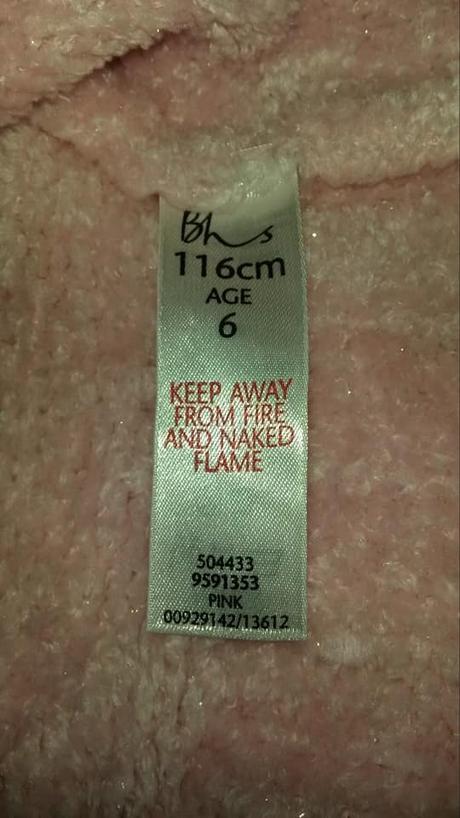 Bhs
116cm
AGE
6
KEEP AWAY
FROM FIRE
AND NAKED
FLAME
504433
9591353
PINK
00929142/13612